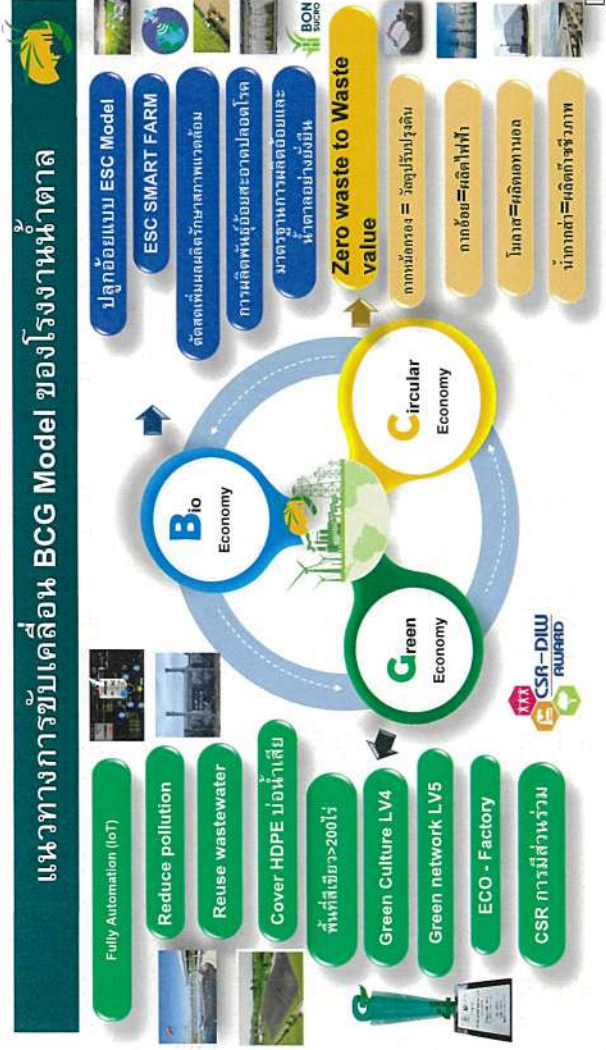 แนวทางการขับเคลื่อน BCG Model ของโรงงานน้ำตาล
Fully Automation (IoT)
Reduce pollution
Reuse wastewater
Cover HDPE บ่อน้ำเสีย
พื้นที่สีเขียว>200ไร่
Green Culture LV4
Green network LV5
ECO - Factory
CSR การมีส่วนร่วม
CSR-DIW
AWARD
Bio
Economy
Green
Economy
Circular
Economy
ปลูกอ้อยแบบ ESC Model
ESC SMART FARM
ตัดสดเพิ่มผลผลิตรักษาสภาพแวดล้อม
การผลิตพันธุ์อ้อยสะอาดปลอดโรค
มาตรฐานการผลิตอ้อยและ
น้ำตาลอย่างยั่งยืน
BON
SUCRO
Zero waste to Waste
value
กากหม้อกรอง = วัสดุปรับปรุงดิน
กากอ้อย=ผลิตไฟฟ้า
โมลาส=ผลิตเอทานอล
น้ำกากส่า=ผลิตก๊าซชีวภาพ